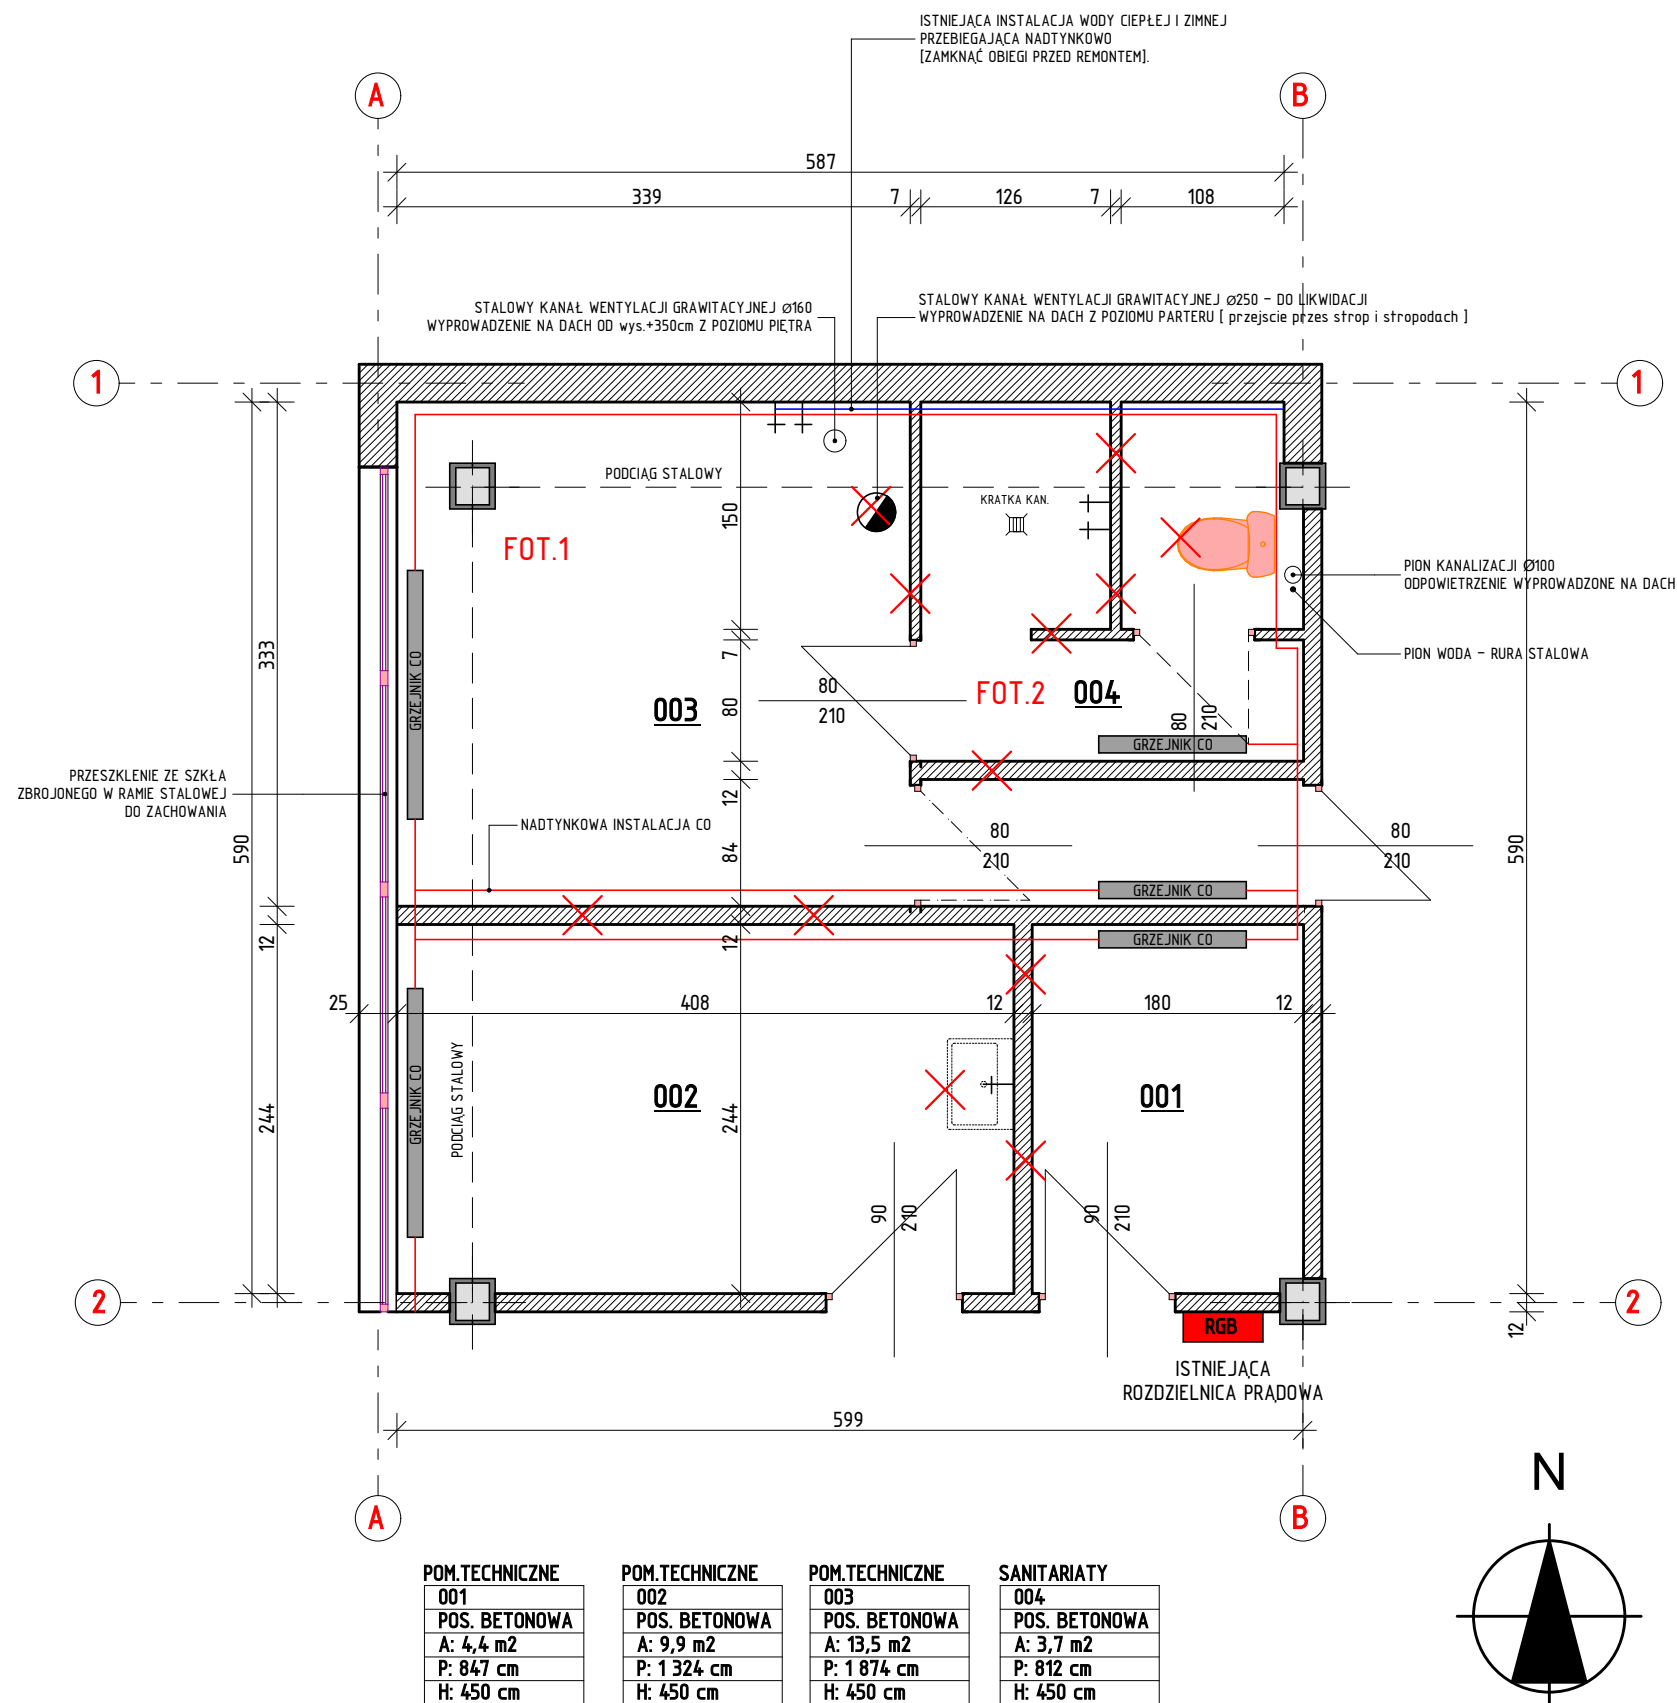 ISTNIEJĄCA INSTALACJA WODY CIEPŁEJ I ZIMNEJ
PRZEBIEGAJĄCA NADTYNKOWO
[ZAMKNĄĆ OBIEGI PRZED REMONTEM].
A
B
587
339
7
126
7
108
STALOWY KANAŁ WENTYLACJI GRAWITACYJNEJ Ø160
WYPROWADZENIE NA DACH OD wys.+350cm Z POZIOMU PIĘTRA
STALOWY KANAŁ WENTYLACJI GRAWITACYJNEJ Ø250 - DO LIKWIDACJI
WYPROWADZENIE NA DACH Z POZIOMU PARTERU [ przejscie przes strop i stropodach ]
1
1
PODCIĄG STALOWY
KRATKA KAN.
150
FOT.1
PION KANALIZACJI Ø100
ODPOWIETRZENIE WYPROWADZONE NA DACH
PION WODA - RURA STALOWA
333
7
GRZEJNIK CO
003
80
80
210
FOT.2
004
80
210
GRZEJNIK CO
PRZESZKLENIE ZE SZKŁA
ZBROJONEGO W RAMIE STALOWEJ
DO ZACHOWANIA
12
NADTYNKOWA INSTALACJA CO
590
84
80
210
80
210
590
GRZEJNIK CO
12
12
GRZEJNIK CO
25
408
12
180
12
PODCIĄG STALOWY
GRZEJNIK CO
244
244
002
001
90
210
90
210
2
2
12
RGB
ISTNIEJĄCA
ROZDZIELNICA PRĄDOWA
599
A
B
N
POM.TECHNICZNE
001
POS. BETONOWA
A: 4,4 m2
P: 847 cm
H: 450 cm
POM.TECHNICZNE
002
POS. BETONOWA
A: 9,9 m2
P: 1 324 cm
H: 450 cm
POM.TECHNICZNE
003
POS. BETONOWA
A: 13,5 m2
P: 1 874 cm
H: 450 cm
SANITARIATY
004
POS. BETONOWA
A: 3,7 m2
P: 812 cm
H: 450 cm